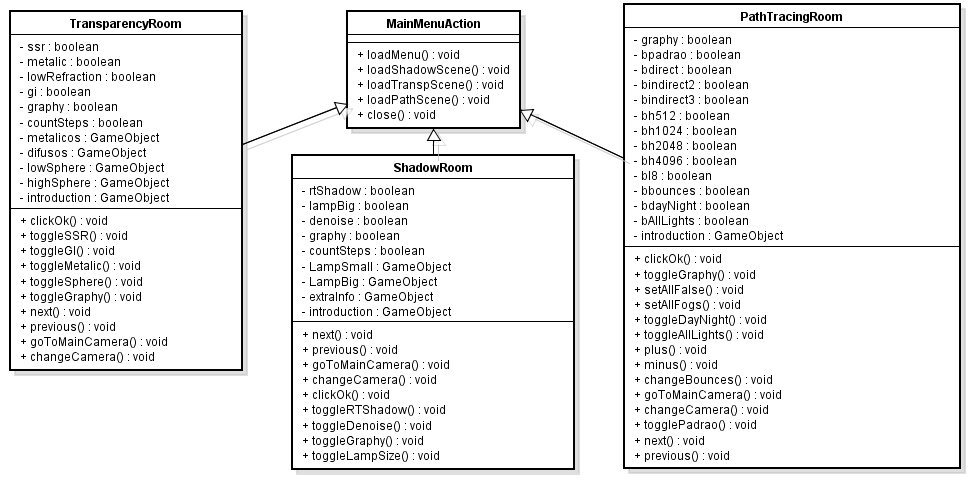 TransparencyRoom
- ssr : boolean
- metalic : boolean
- lowRefraction : boolean
- gi : boolean
- graphy : boolean
- countSteps : boolean
- metalicos : GameObject
- difusos : GameObject
- lowSphere : GameObject
- highSphere : GameObject
- introduction : GameObject
+ clickOk() : void
+ toggleSSR() : void
+ toggleGI() : void
+ toggleMetalic() : void
+ toggleSphere() : void
+ toggleGraphy() : void
+ next() : void
+ previous() : void
+ goToMainCamera() : void
+ changeCamera() : void
MainMenuAction
+ loadMenu() : void
+ loadShadowScene() : void
+ loadTranspScene() : void
+ loadPathScene() : void
+ close() : void
ShadowRoom
- rtShadow : boolean
- lampBig : boolean
- denoise : boolean
- graphy : boolean
- countSteps : boolean
- LampSmall : GameObject
- LampBig : GameObject
- extraInfo : GameObject
- introduction : GameObject
+ next() : void
+ previous() : void
+ goToMainCamera() : void
+ changeCamera() : void
+ clickOk() : void
+ toggleRTShadow() : void
+ toggleDenoise() : void
+ toggleGraphy() : void
+ toggleLampSize() : void
PathTracingRoom
- graphy : boolean
- bpadrao : boolean
- bdirect : boolean
- bindirect2 : boolean
- bindirect3 : boolean
- bh512 : boolean
- bh1024 : boolean
- bh2048 : boolean
- bh4096 : boolean
- bl8 : boolean
- bbounces : boolean
- bdayNight : boolean
- bAllLights : boolean
- introduction : GameObject
+ clickOk() : void
+ toggleGraphy() : void
+ setAllFalse() : void
+ setAllFogs() : void
+ toggleDayNight() : void
+ toggleAllLights() : void
+ plus() : void
+ minus() : void
+ changeBounces() : void
+ goToMainCamera() : void
+ changeCamera() : void
+ togglePadrao() : void
+ next() : void
+ previous() : void